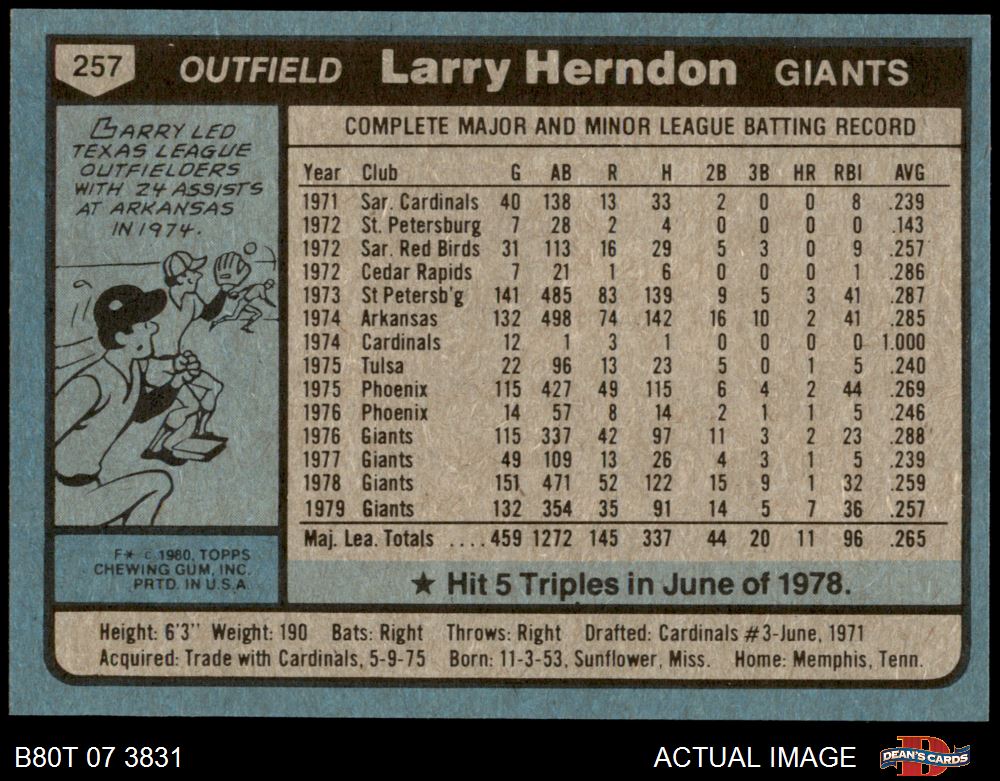 257 OUTFIELD Larry Herndon GIANTS
LARRY LED
TEXAS LEAGUE
OUTFIELDERS
WITH 24 ASSISTS
AT ARKANSAS
IN 1974.
F* © 1980, TOPPS
CHEWING GUM, INC.
PRTD. IN U.S.A.
COMPLETE MAJOR AND MINOR LEAGUE BATTING RECORD
Year Club G AB R H 2B 3B HR RBI AVG
1971 Sar. Cardinals 40 138 13 33 2 0 0 8 .239
1972 St. Petersburg 7 28 2 4 0 0 0 0 .143
1972 Sar. Red Birds 31 113 16 29 5 3 0 9 .257
1972 Cedar Rapids 7 21 1 6 0 0 0 1 .286
1973 St Petersb'g 141 485 83 139 9 5 3 41 .287
1974 Arkansas 132 498 74 142 16 10 2 41 .285
1974 Cardinals 12 1 3 1 0 0 0 0 1.000
1975 Tulsa 22 96 13 23 5 0 1 5 .240
1975 Phoenix 115 427 49 115 6 4 2 44 .269
1976 Phoenix 14 57 8 14 2 1 1 5 .246
1976 Giants 115 337 42 97 11 3 2 23 .288
1977 Giants 49 109 13 26 4 3 1 5 .239
1978 Giants 151 471 52 122 15 9 1 32 .259
1979 Giants 132 354 35 91 14 5 7 36 .257
Maj. Lea. Totals ....459 1272 145 337 44 20 11 96 .265
★ Hit 5 Triples in June of 1978.
Height: 6'3" Weight: 190 Bats: Right Throws: Right Drafted: Cardinals #3-June, 1971
Acquired: Trade with Cardinals, 5-9-75 Born: 11-3-53, Sunflower, Miss. Home: Memphis, Tenn.
B80T 07 3831 ACTUAL IMAGE DEAN'S CARDS